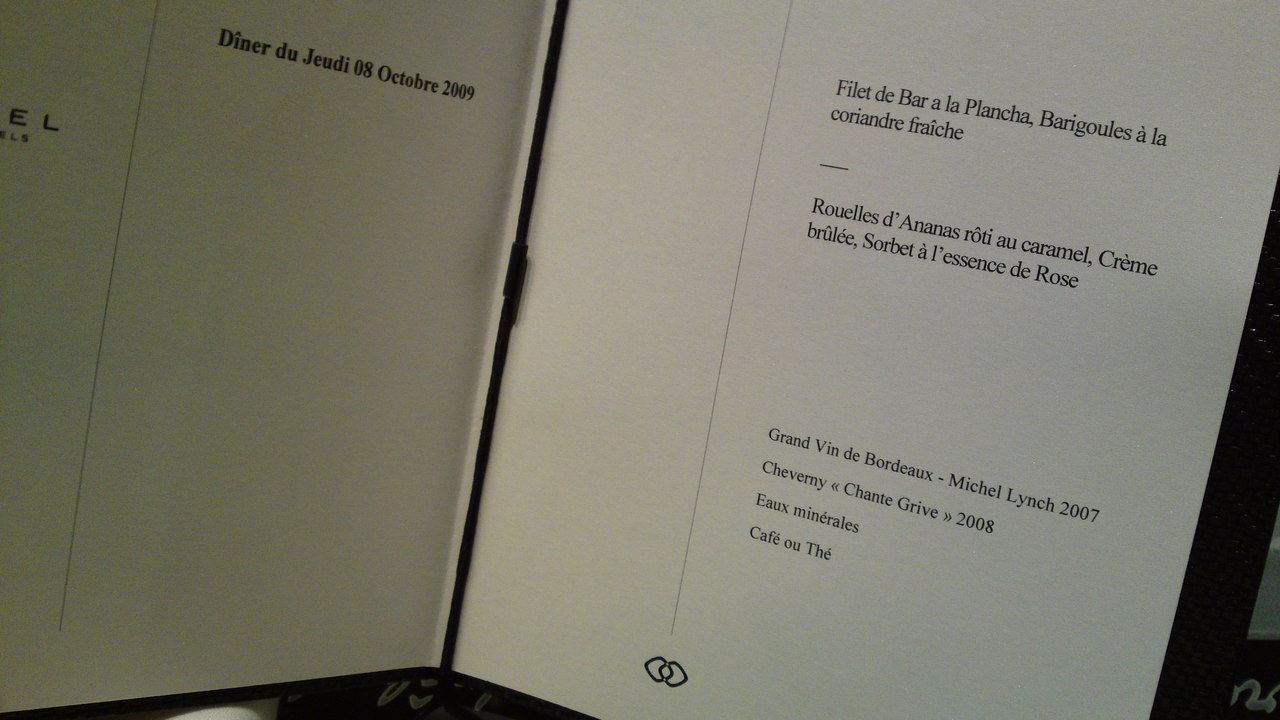 Dîner du Jeudi 08 Octobre 2009
E L
ELS
Filet de Bar a la Plancha, Barigoules à la
coriandre fraîche
Rouelles d’Ananas rôti au caramel, Crème
brûlée, Sorbet à l’essence de Rose
Grand Vin de Bordeaux - Michel Lynch 2007
Cheverny « Chante Grive » 2008
Eaux minérales
Café ou Thé